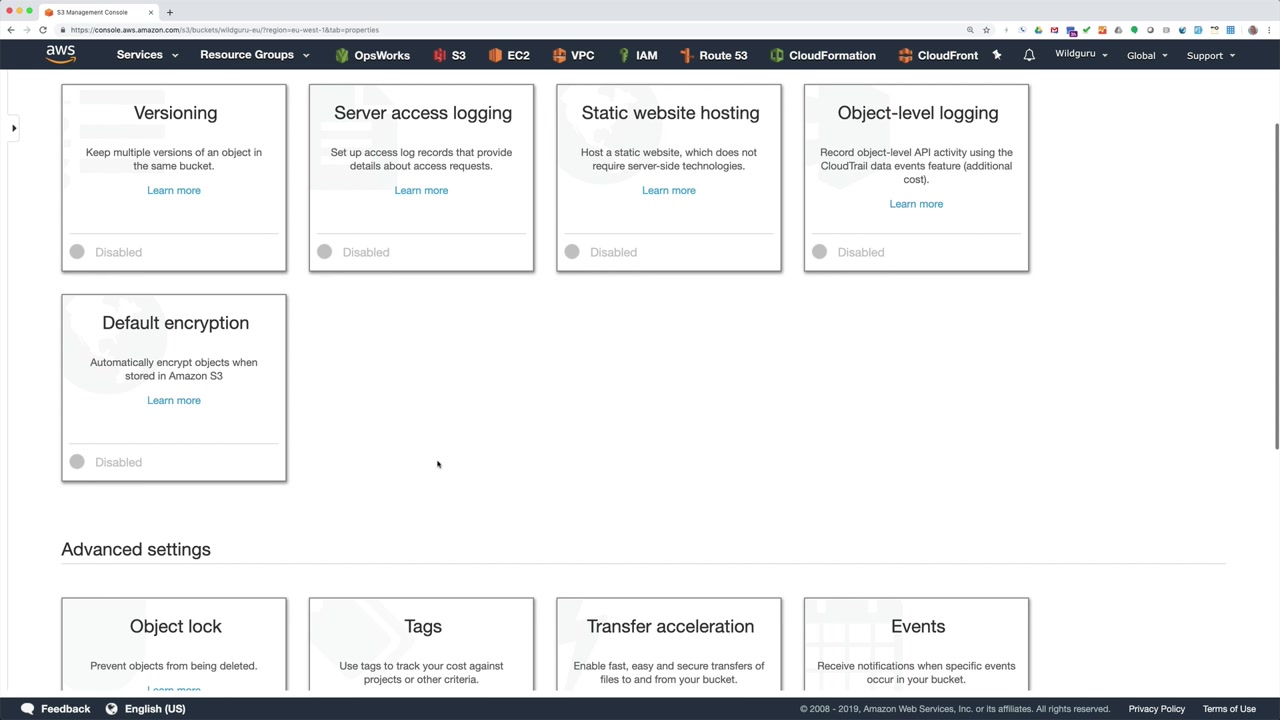 S3 Management Console
https://console.aws.amazon.com/s3/buckets/wildguru-eu/?region=eu-west-1&tab=properties
aws Services Resource Groups OpsWorks S3 EC2 VPC IAM Route 53 CloudFormation CloudFront Wildguru Global Support
Versioning
Keep multiple versions of an object in
the same bucket.
Learn more
Disabled
Server access logging
Set up access log records that provide
details about access requests.
Learn more
Disabled
Static website hosting
Host a static website, which does not
require server-side technologies.
Learn more
Disabled
Object-level logging
Record object-level API activity using the
CloudTrail data events feature (additional
cost).
Learn more
Disabled
Default encryption
Automatically encrypt objects when
stored in Amazon S3
Learn more
Disabled
Advanced settings
Object lock
Prevent objects from being deleted.
Learn more
Tags
Use tags to track your cost against
projects or other criteria.
Transfer acceleration
Enable fast, easy and secure transfers of
files to and from your bucket.
Events
Receive notifications when specific events
occur in your bucket.
Feedback English (US) © 2008 - 2019, Amazon Web Services, Inc. or its affiliates. All rights reserved. Privacy Policy Terms of Use